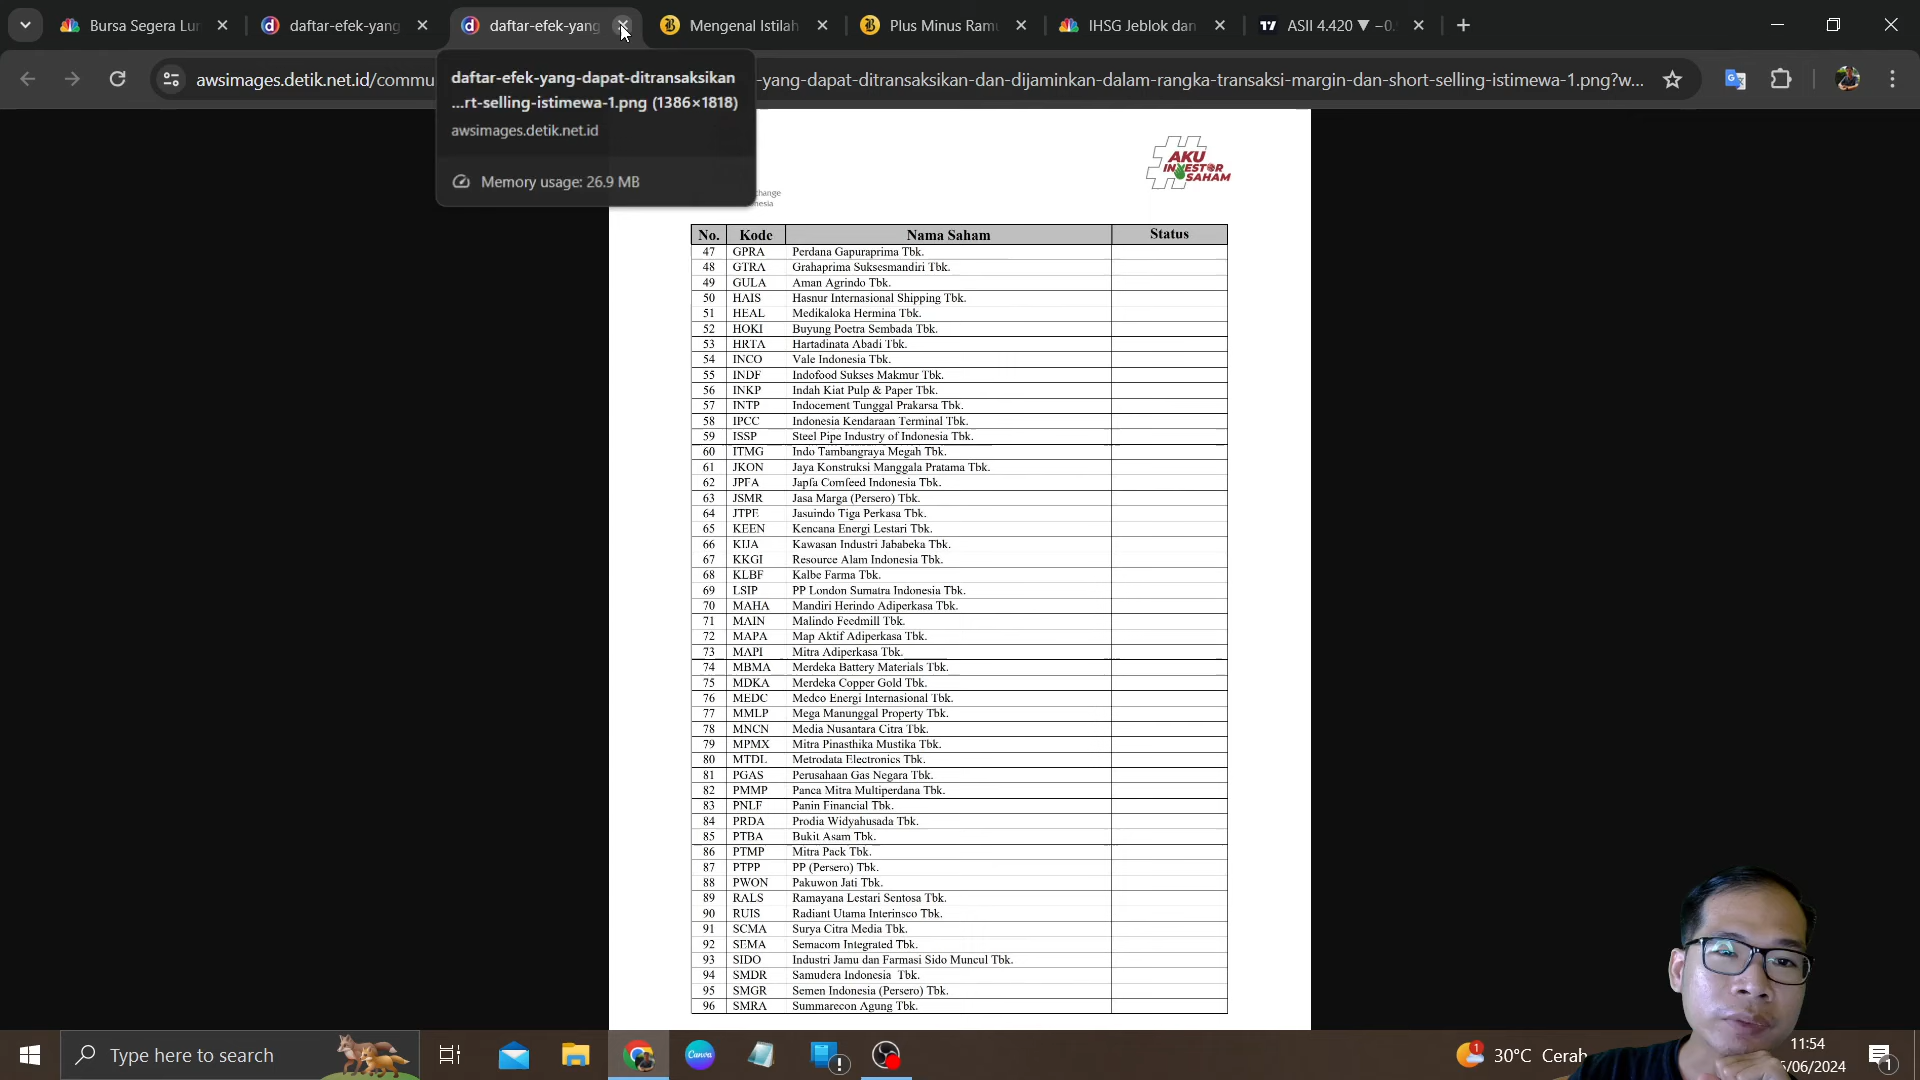 Bursa Segera Lur
daftar-efek-yang
daftar-efek-yang
Mengenal Istilah
Plus Minus Ramu
IHSG Jeblok dan
ASII 4.420 ▼ −0.
awsimages.detik.net.id/commu
-yang-dapat-ditransaksikan-dan-dijaminkan-dalam-rangka-transaksi-margin-dan-short-selling-istimewa-1.png?w...
daftar-efek-yang-dapat-ditransaksikan
...rt-selling-istimewa-1.png (1386×1818)
awsimages.detik.net.id
Memory usage: 26.9 MB
AKU
INVESTOR
SAHAM
No. Kode Nama Saham Status
47 GPRA Perdana Gapuraprima Tbk.
48 GTRA Grahaprima Suksesmandiri Tbk.
49 GULA Aman Agrindo Tbk.
50 HAIS Hasnur Internasional Shipping Tbk.
51 HEAL Medikaloka Hermina Tbk.
52 HOKI Buyung Poetra Sembada Tbk.
53 HRTA Hartadinata Abadi Tbk.
54 INCO Vale Indonesia Tbk.
55 INDF Indofood Sukses Makmur Tbk.
56 INKP Indah Kiat Pulp & Paper Tbk.
57 INTP Indocement Tunggal Prakarsa Tbk.
58 IPCC Indonesia Kendaraan Terminal Tbk.
59 ISSP Steel Pipe Industry of Indonesia Tbk.
60 ITMG Indo Tambangraya Megah Tbk.
61 JKON Jaya Konstruksi Manggala Pratama Tbk.
62 JPFA Japfa Comfeed Indonesia Tbk.
63 JSMR Jasa Marga (Persero) Tbk.
64 JTPE Jasuindo Tiga Perkasa Tbk.
65 KEEN Kencana Energi Lestari Tbk.
66 KIJA Kawasan Industri Jababeka Tbk.
67 KKGI Resource Alam Indonesia Tbk.
68 KLBF Kalbe Farma Tbk.
69 LSIP PP London Sumatra Indonesia Tbk.
70 MAHA Mandiri Herindo Adiperkasa Tbk.
71 MAIN Malindo Feedmill Tbk.
72 MAPA Map Aktif Adiperkasa Tbk.
73 MAPI Mitra Adiperkasa Tbk.
74 MBMA Merdeka Battery Materials Tbk.
75 MDKA Merdeka Copper Gold Tbk.
76 MEDC Medco Energi Internasional Tbk.
77 MMLP Mega Manunggal Property Tbk.
78 MNCN Media Nusantara Citra Tbk.
79 MPMX Mitra Pinasthika Mustika Tbk.
80 MTDL Metrodata Electronics Tbk.
81 PGAS Perusahaan Gas Negara Tbk.
82 PMMP Panca Mitra Multiperdana Tbk.
83 PNLF Panin Financial Tbk.
84 PRDA Prodia Widyahusada Tbk.
85 PTBA Bukit Asam Tbk.
86 PTMP Mitra Pack Tbk.
87 PTPP PP (Persero) Tbk.
88 PWON Pakuwon Jati Tbk.
89 RALS Ramayana Lestari Sentosa Tbk.
90 RUIS Radiant Utama Interinsco Tbk.
91 SCMA Surya Citra Media Tbk.
92 SEMA Semacom Integrated Tbk.
93 SIDO Industri Jamu dan Farmasi Sido Muncul Tbk.
94 SMDR Samudera Indonesia Tbk.
95 SMGR Semen Indonesia (Persero) Tbk.
96 SMRA Summarecon Agung Tbk.
Type here to search
Canva
30°C Cerah
11:54
/06/2024
1
1